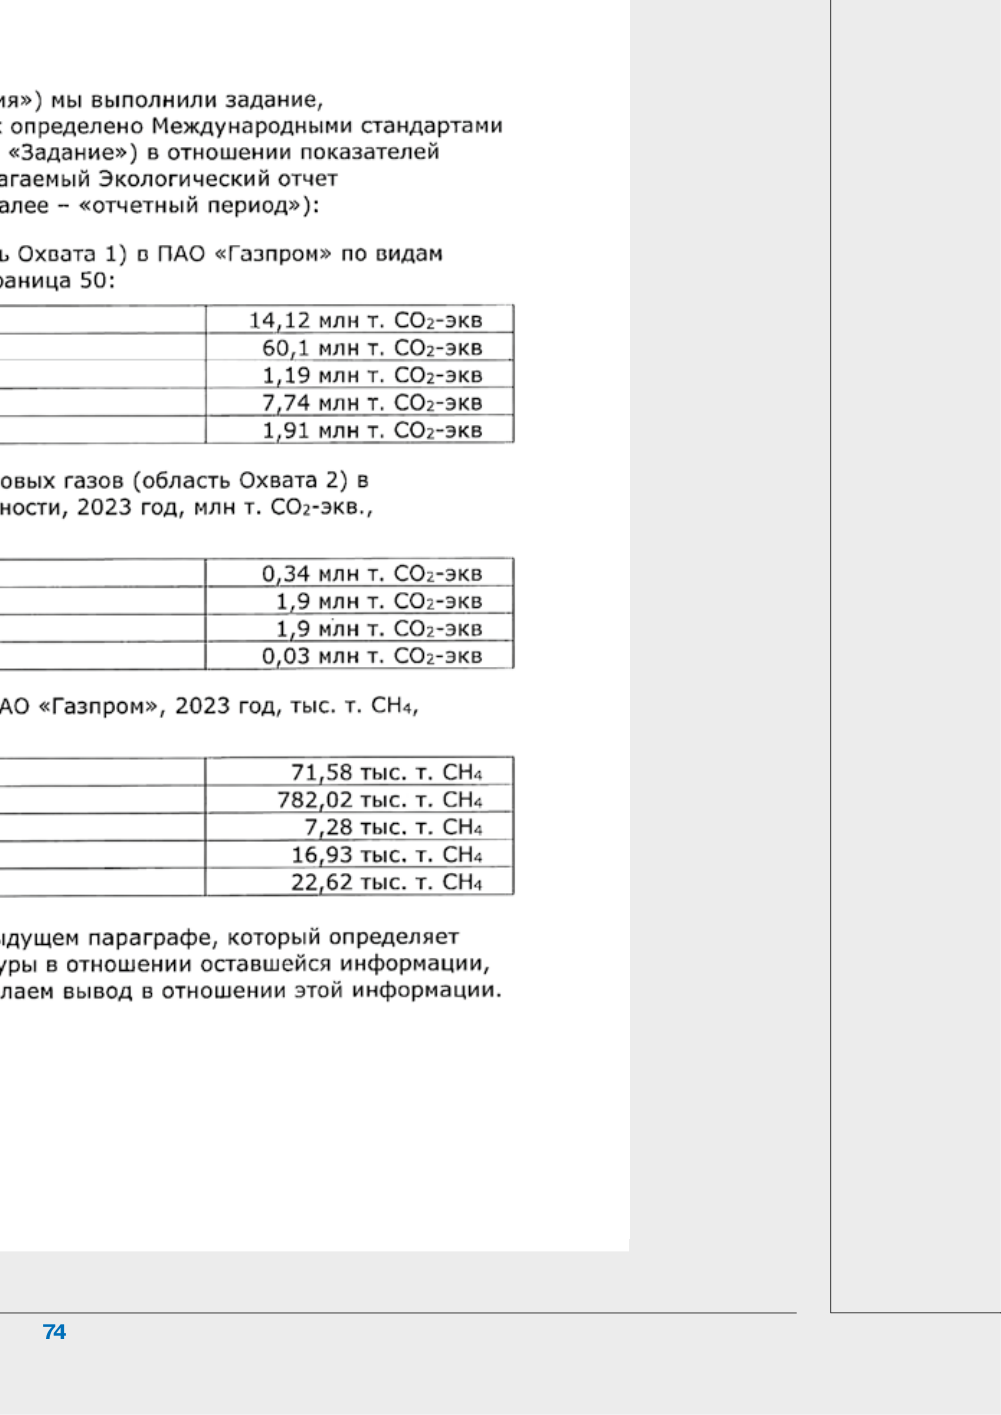 ия») мы выполнили задание,
определено Международными стандартами
«Задание») в отношении показателей
агаемый Экологический отчет
алее – «отчетный период»):
ь Охвата 1) в ПАО «Газпром» по видам
раница 50:
14,12 млн т. CO₂-экв
60,1 млн т. CO₂-экв
1,19 млн т. CO₂-экв
7,74 млн т. CO₂-экв
1,91 млн т. CO₂-экв
овых газов (область Охвата 2) в
ности, 2023 год, млн т. CO₂-экв.,
0,34 млн т. CO₂-экв
1,9 млн т. CO₂-экв
1,9 млн т. CO₂-экв
0,03 млн т. CO₂-экв
АО «Газпром», 2023 год, тыс. т. CH₄,
71,58 тыс. т. CH₄
782,02 тыс. т. CH₄
7,28 тыс. т. CH₄
16,93 тыс. т. CH₄
22,62 тыс. т. CH₄
ыдущем параграфе, который определяет
уры в отношении оставшейся информации,
лаем вывод в отношении этой информации.
74